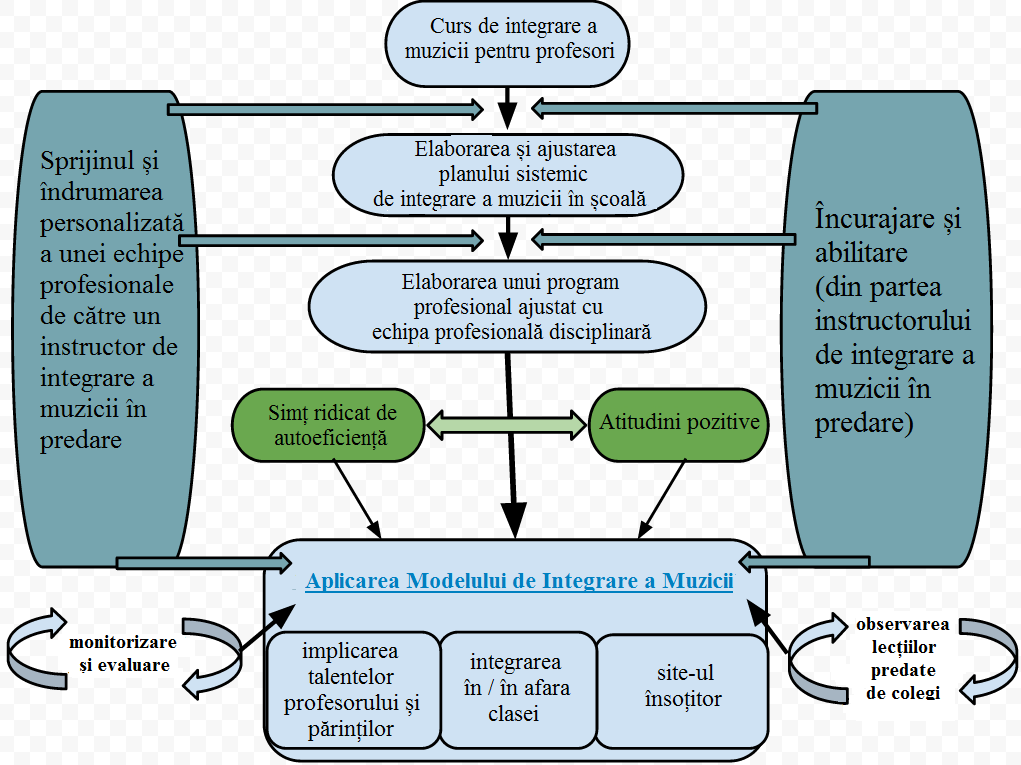 Curs de integrare a
muzicii pentru profesori
Elaborarea și ajustarea
planului sistemic
de integrare a muzicii în școală
Sprijinul și
îndrumarea
personalizată
a unei echipe
profesionale
de către un
instructor de
integrare a
muzicii în
predare
Încurajare și
abilitare
(din partea
instructorului
de integrare a
muzicii în
predare)
Elaborarea unui program
profesional ajustat cu
echipa profesională disciplinară
Simț ridicat de
autoeficiență
Atitudini pozitive
Aplicarea Modelului de Integrare a Muzicii
monitorizare
și evaluare
observarea
lecțiilor
predate
de colegi
implicarea
talentelor
profesorului și
părinților
integrarea
în / în afara
clasei
site-ul
însoțitor